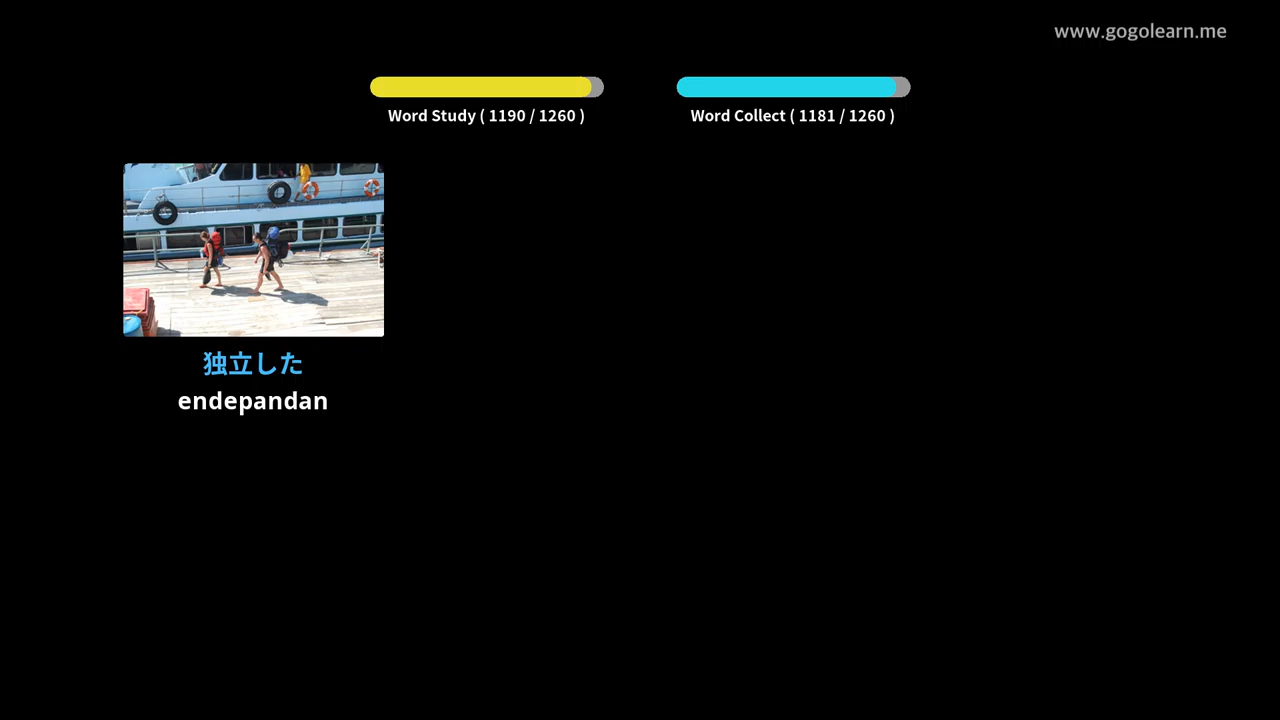 www.gogolearn.me
Word Study ( 1190 / 1260 )
Word Collect ( 1181 / 1260 )
独立した
endepandan